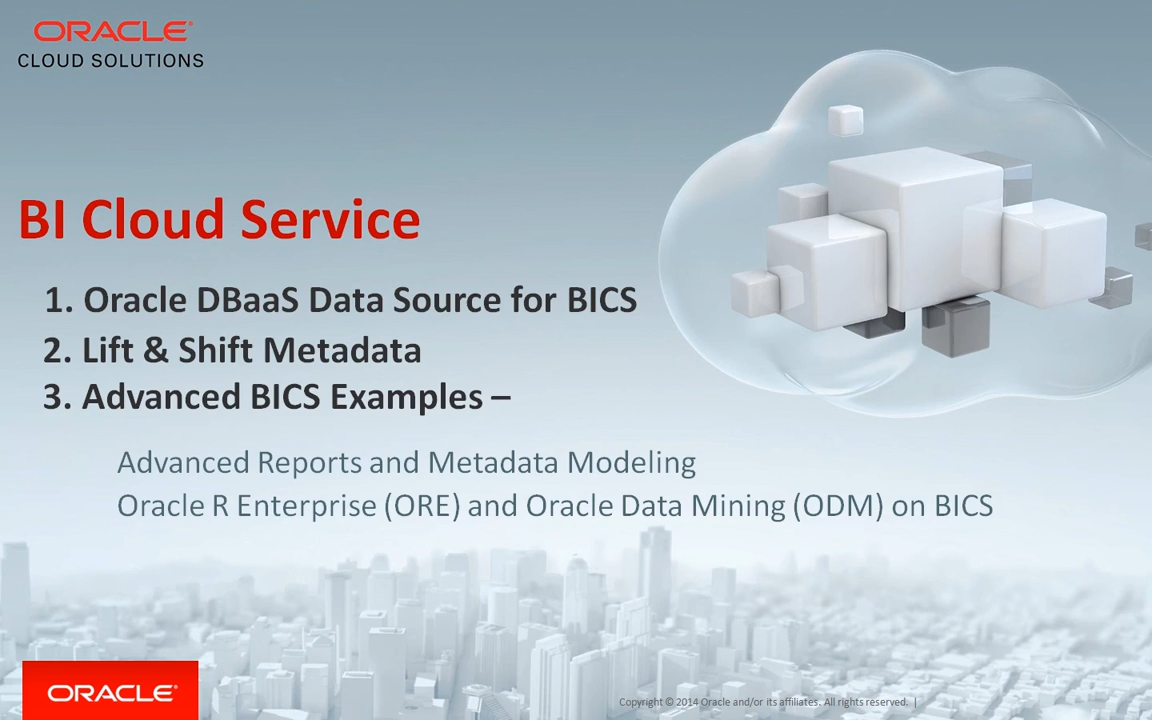 ORACLE®
CLOUD SOLUTIONS
BI Cloud Service
1. Oracle DBaaS Data Source for BICS
2. Lift & Shift Metadata
3. Advanced BICS Examples –
Advanced Reports and Metadata Modeling
Oracle R Enterprise (ORE) and Oracle Data Mining (ODM) on BICS
ORACLE®
Copyright © 2014 Oracle and/or its affiliates. All rights reserved. |